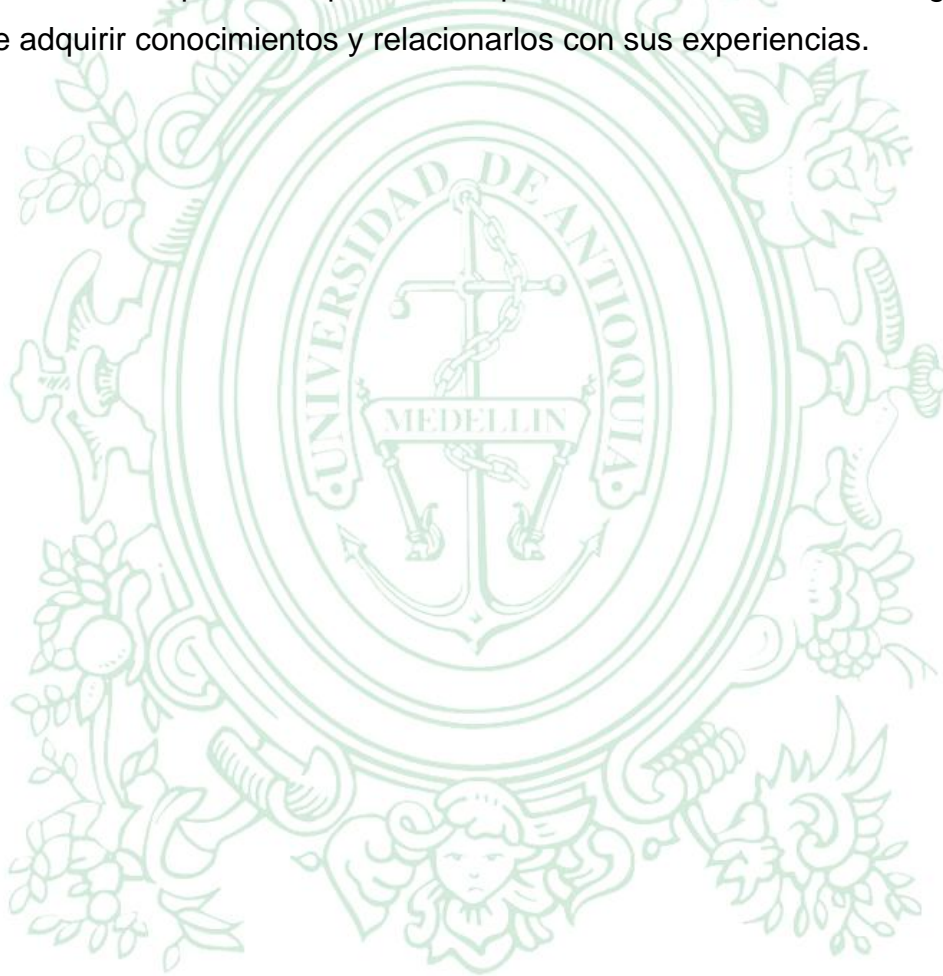 e adquirir conocimientos y relacionarlos con sus experiencias.
UNIVERSIDAD DE ANTIOQUIA
MEDELLIN